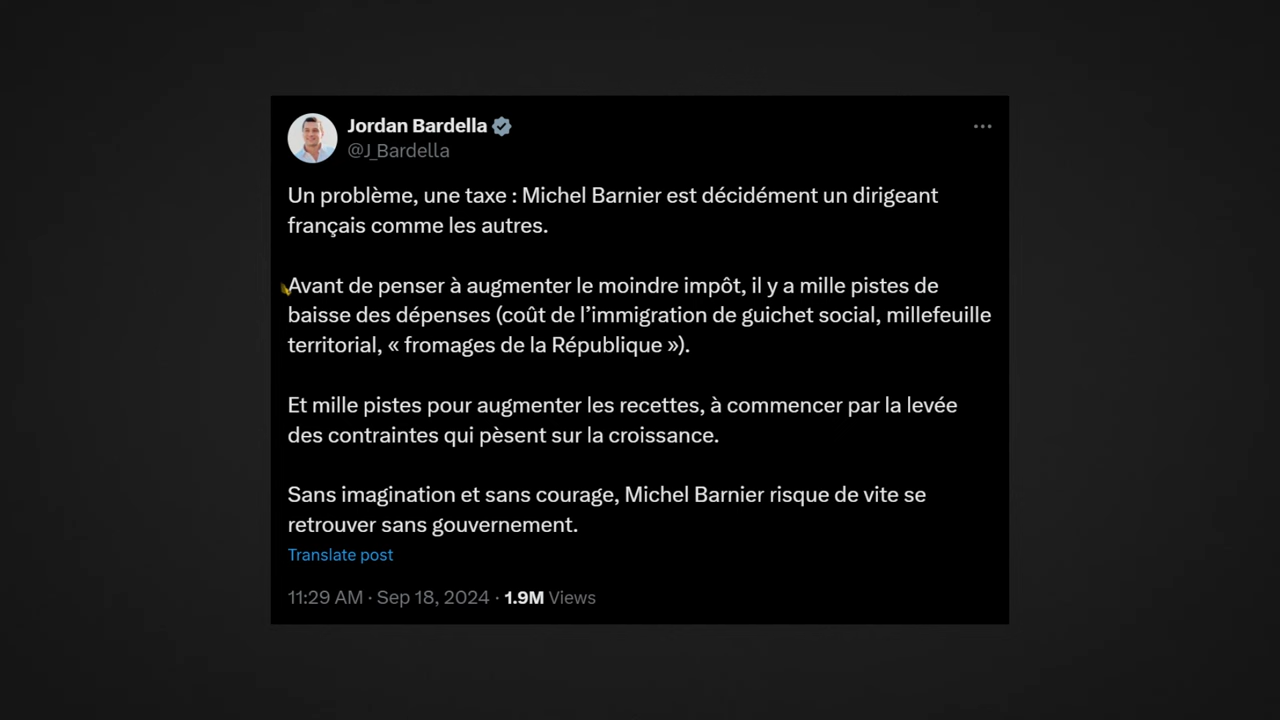 Jordan Bardella
@J_Bardella
Un problème, une taxe : Michel Barnier est décidément un dirigeant
français comme les autres.
Avant de penser à augmenter le moindre impôt, il y a mille pistes de
baisse des dépenses (coût de l’immigration de guichet social, millefeuille
territorial, « fromages de la République »).
Et mille pistes pour augmenter les recettes, à commencer par la levée
des contraintes qui pèsent sur la croissance.
Sans imagination et sans courage, Michel Barnier risque de vite se
retrouver sans gouvernement.
Translate post
11:29 AM · Sep 18, 2024 · 1.9M Views